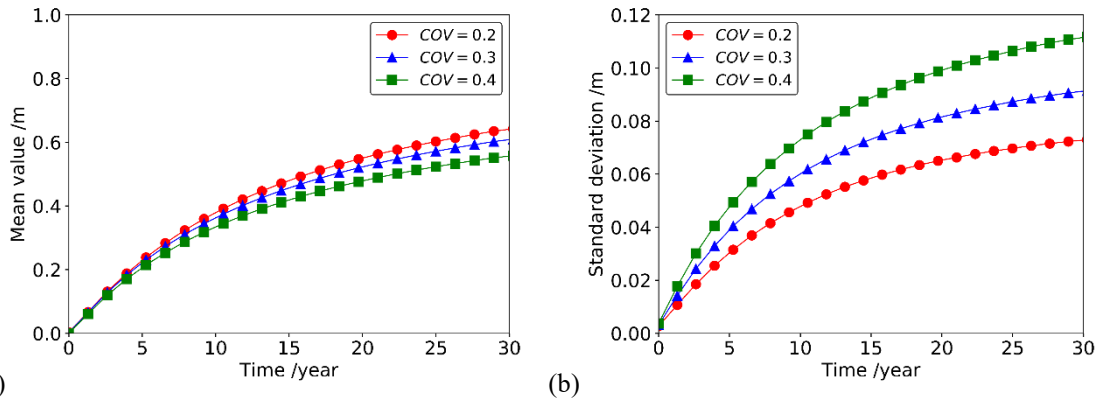 Mean value /m
1.0
0.8
0.6
0.4
0.2
0.0
0 5 10 15 20 25 30
Time /year
COV = 0.2
COV = 0.3
COV = 0.4
)
(b)
Standard deviation /m
0.12
0.10
0.08
0.06
0.04
0.02
0.00
0 5 10 15 20 25 30
Time /year
COV = 0.2
COV = 0.3
COV = 0.4